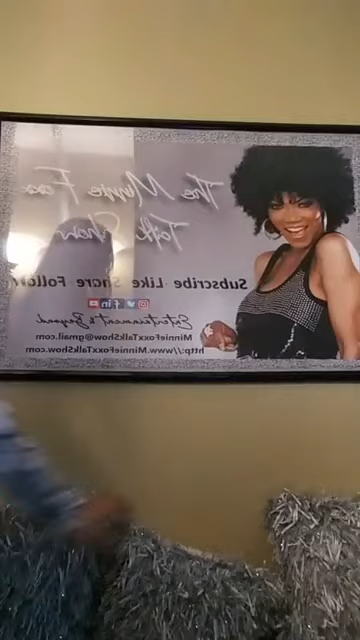 The Minnie Foxx
Talk Show
Subscribe Like Share Follow
Entertainment & Beyond
MinnieFoxxTalkShow@gmail.com
http://www.MinnieFoxxTalkShow.com